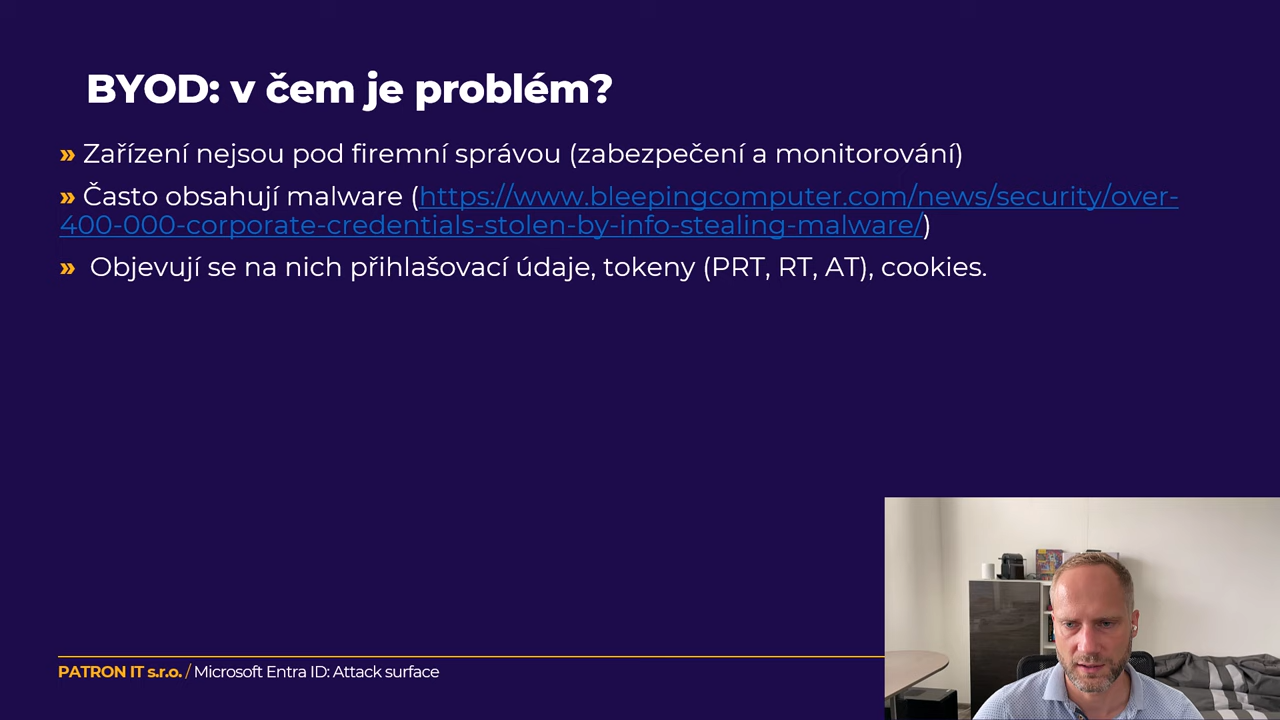 BYOD: v čem je problém?
» Zařízení nejsou pod firemní správou (zabezpečení a monitorování)
» Často obsahují malware (https://www.bleepingcomputer.com/news/security/over-
400-000-corporate-credentials-stolen-by-info-stealing-malware/)
» Objevují se na nich přihlašovací údaje, tokeny (PRT, RT, AT), cookies.
PATRON IT s.r.o. / Microsoft Entra ID: Attack surface